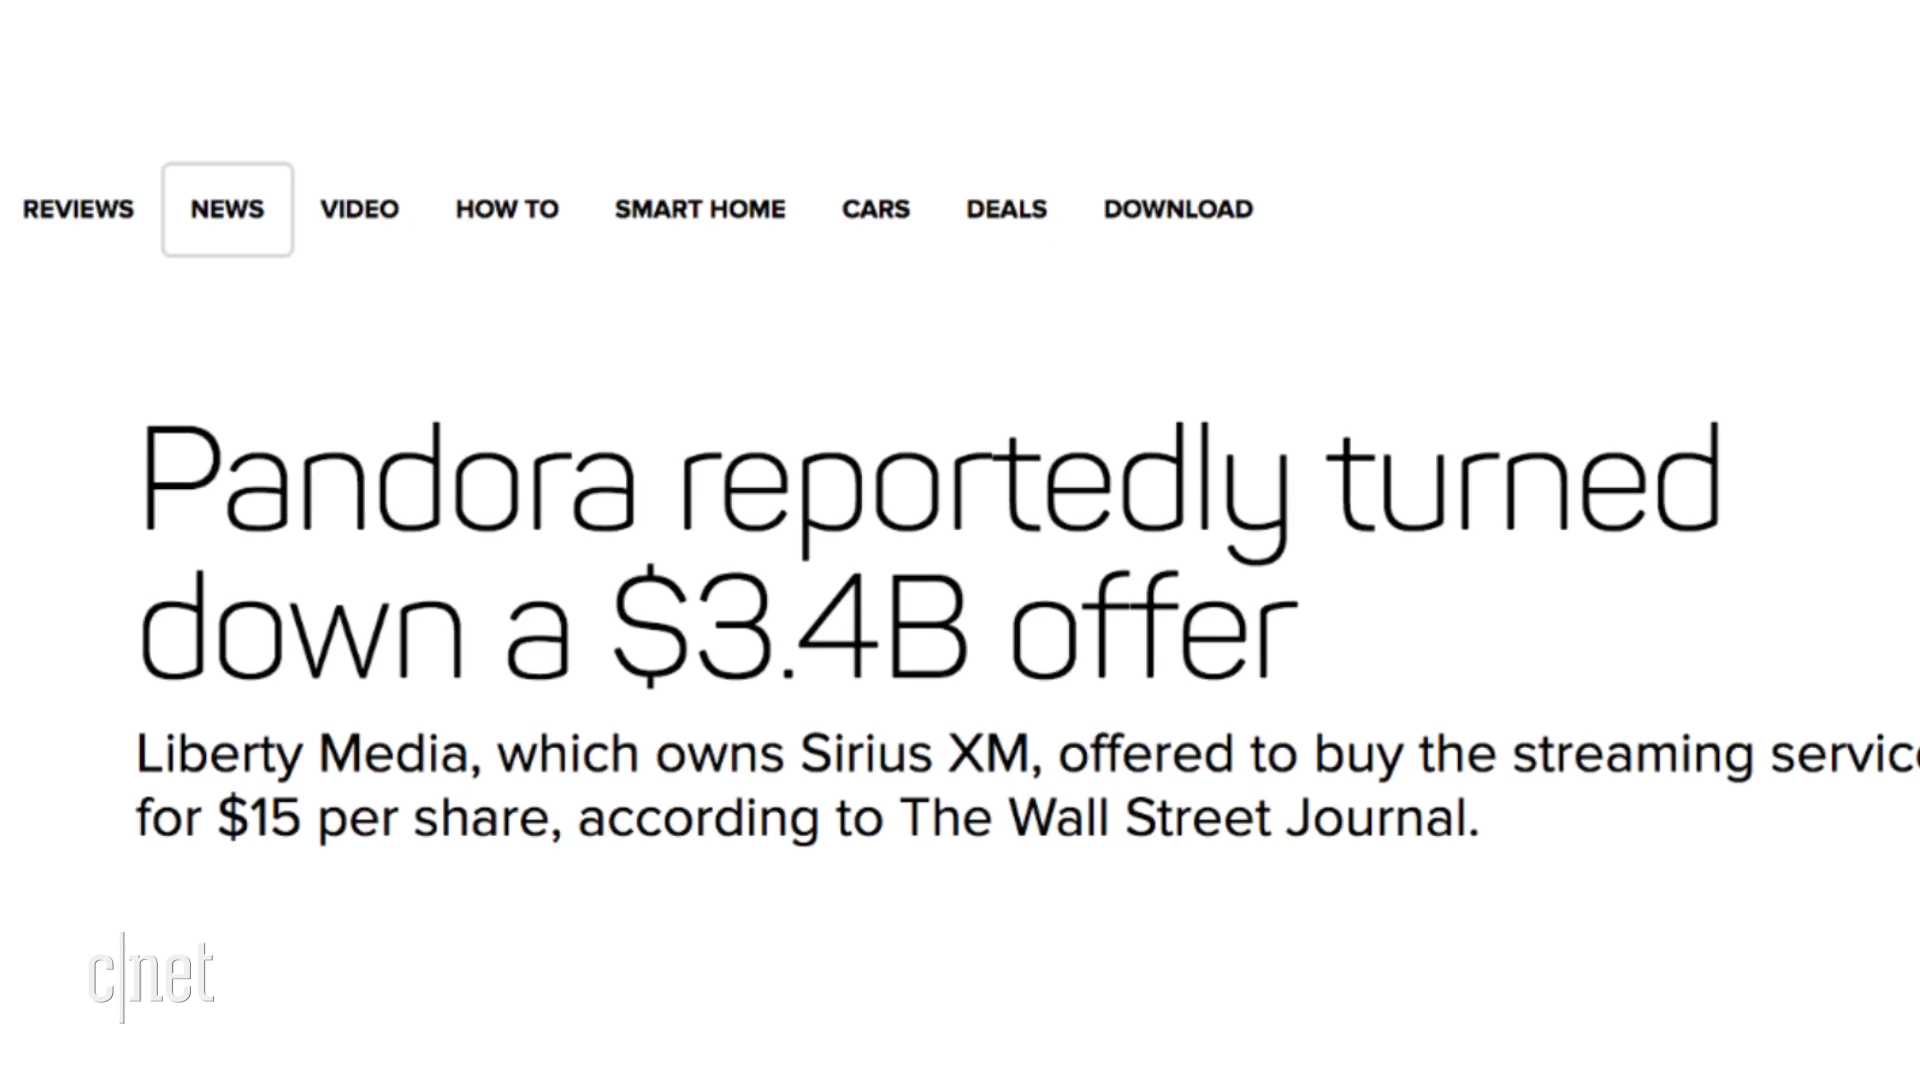 REVIEWS NEWS VIDEO HOW TO SMART HOME CARS DEALS DOWNLOAD
Pandora reportedly turned
down a $3.4B offer
Liberty Media, which owns Sirius XM, offered to buy the streaming service
for $15 per share, according to The Wall Street Journal.
c|net